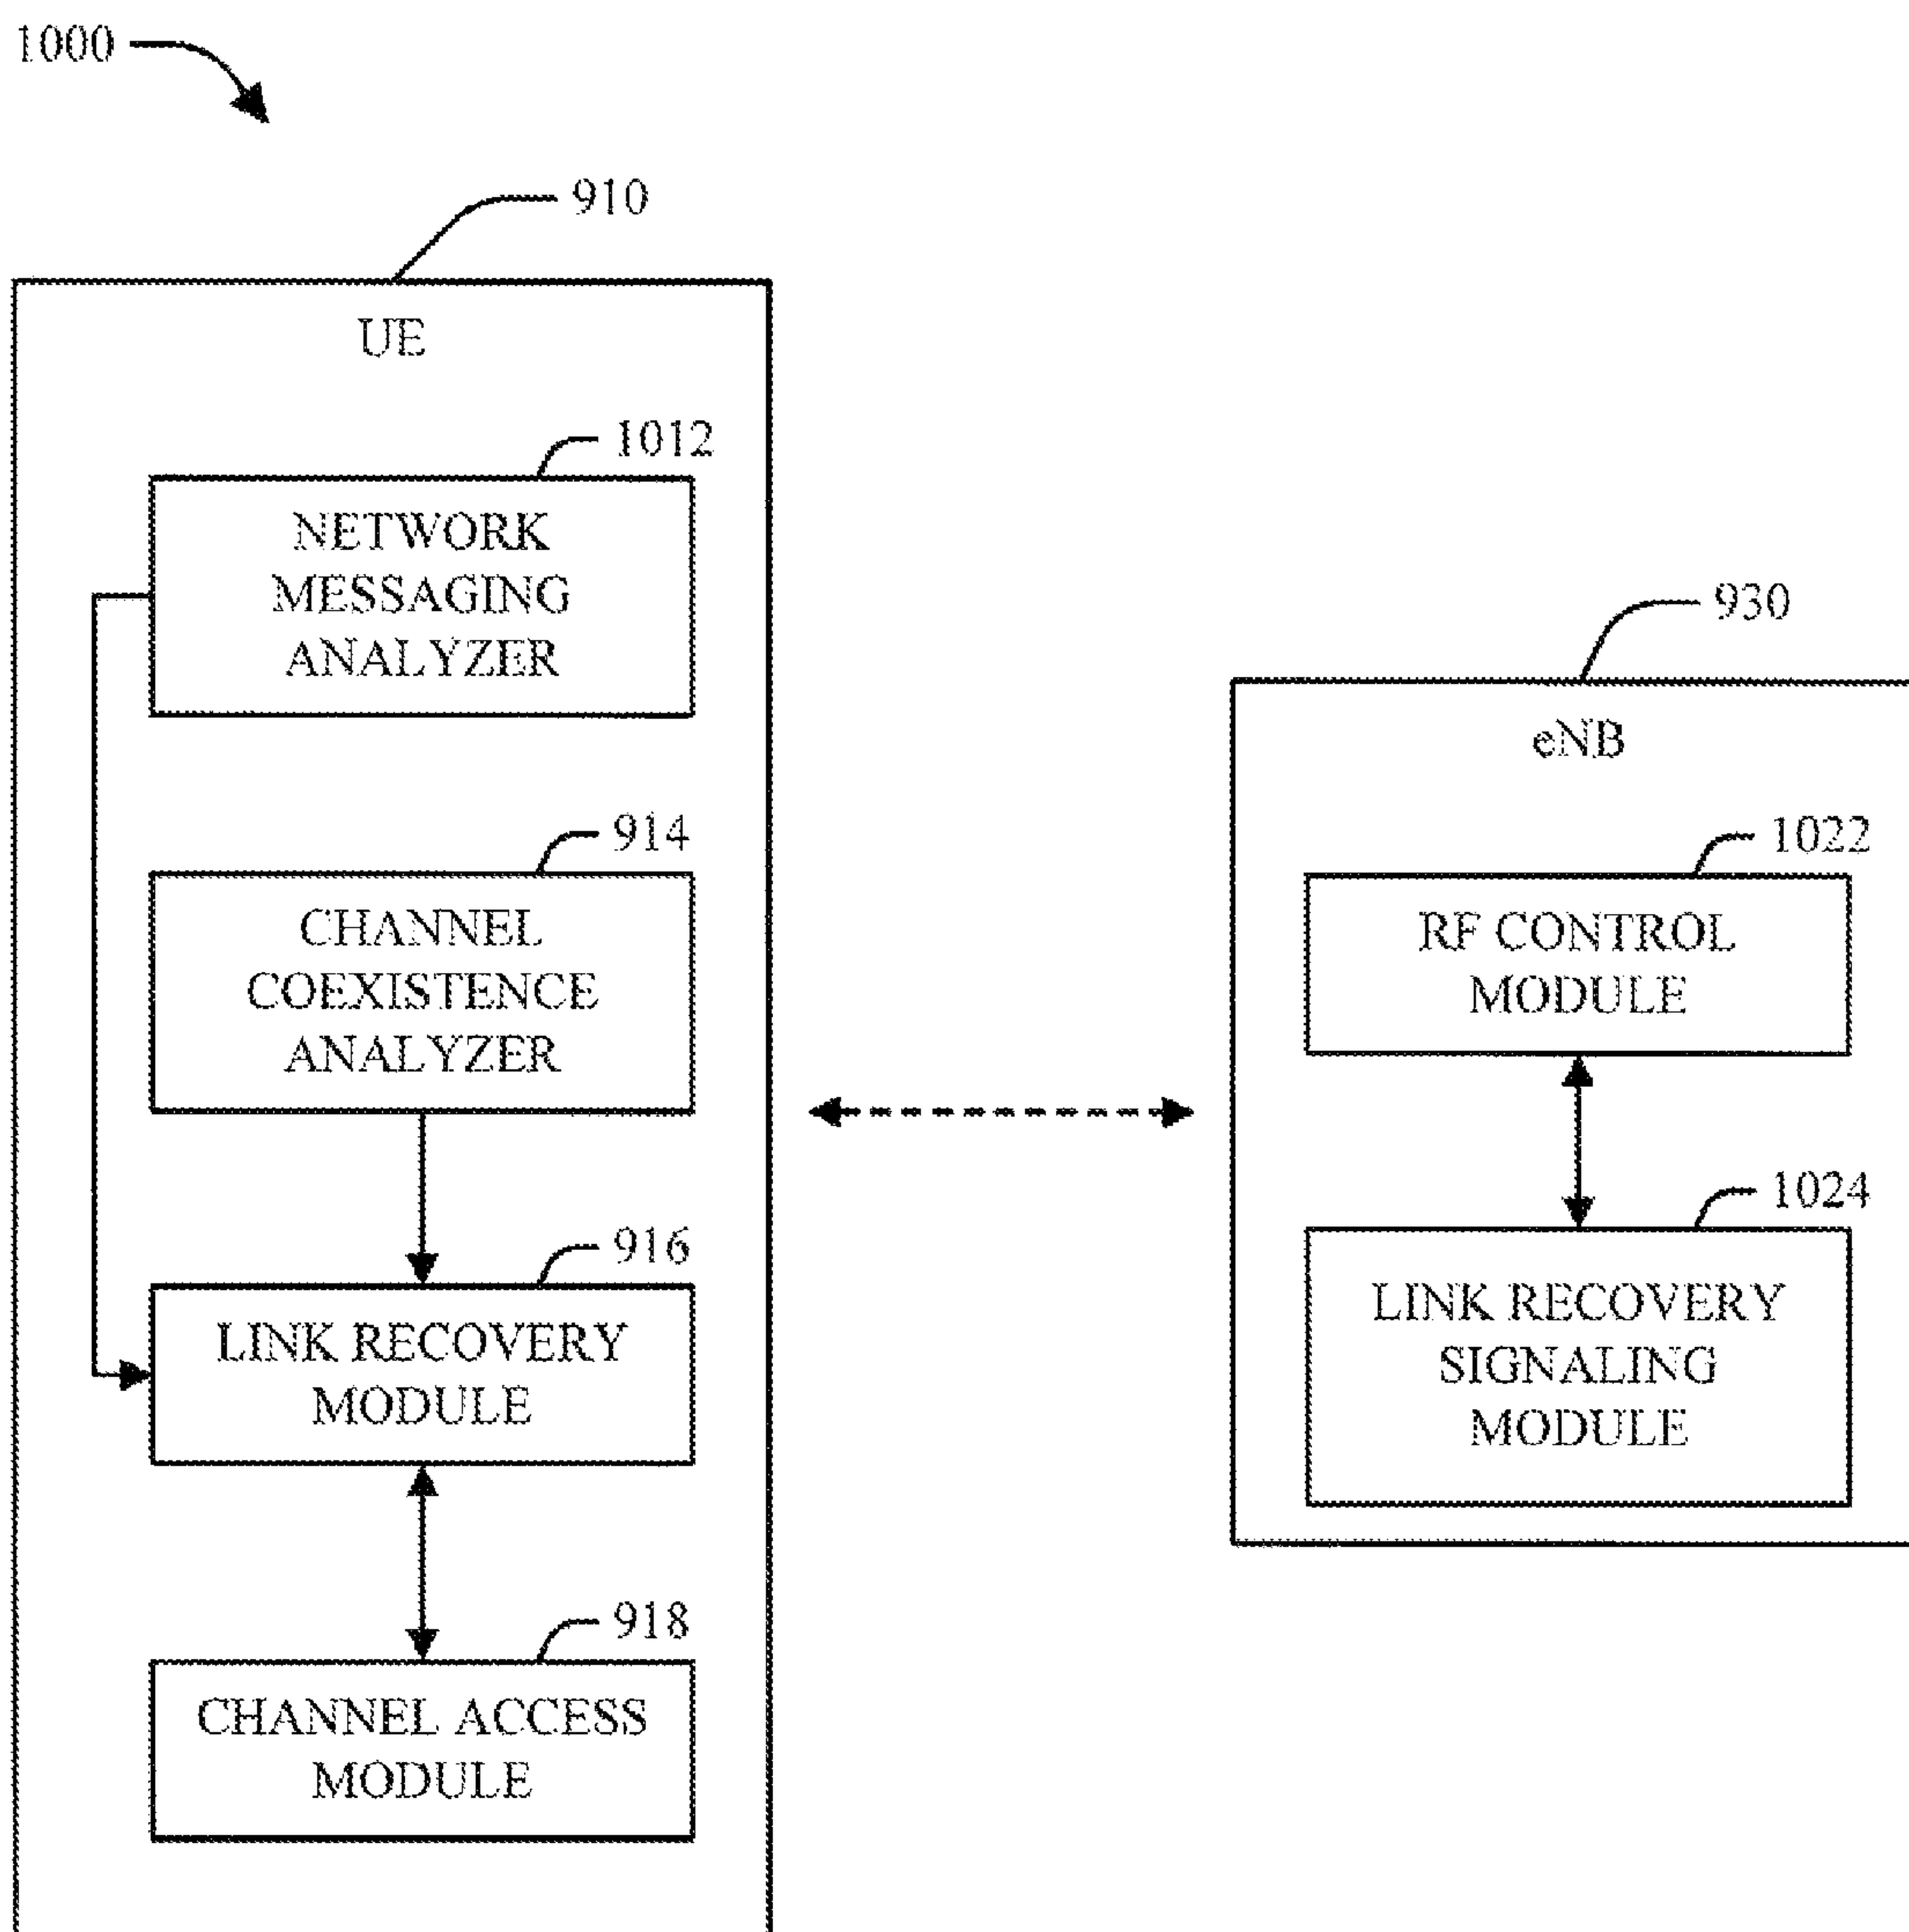 1000
910
UE
1012
NETWORK
MESSAGING
ANALYZER
914
CHANNEL
COEXISTENCE
ANALYZER
916
LINK RECOVERY
MODULE
918
CHANNEL ACCESS
MODULE
930
eNB
1022
RF CONTROL
MODULE
1024
LINK RECOVERY
SIGNALING
MODULE